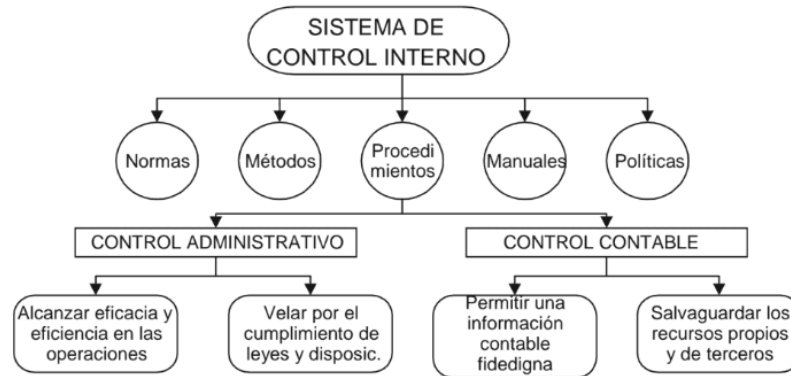 SISTEMA DE
CONTROL INTERNO
Normas
Métodos
Procedi
mientos
Manuales
Políticas
CONTROL ADMINISTRATIVO
CONTROL CONTABLE
Alcanzar eficacia y
eficiencia en las
operaciones
Velar por el
cumplimiento de
leyes y disposic.
Permitir una
información
contable
fidedigna
Salvaguardar los
recursos propios
y de terceros